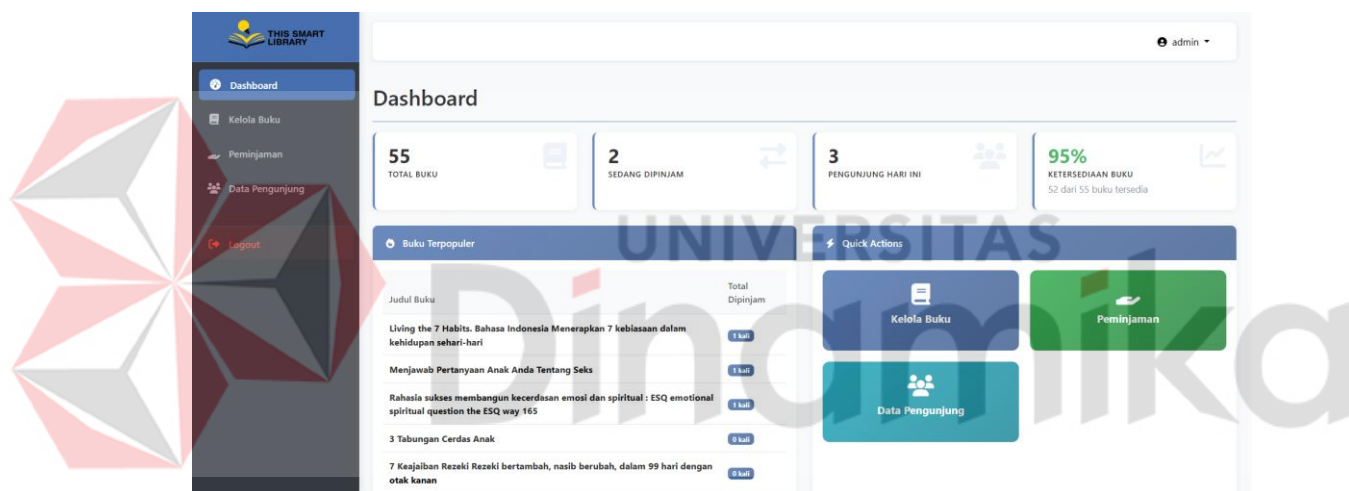 THIS SMART
LIBRARY
admin
Dashboard
Kelola Buku
Peminjaman
Data Pengunjung
Logout
Dashboard
55
TOTAL BUKU
2
SEDANG DIPINJAM
3
PENGUNJUNG HARI INI
95%
KETERSEDIAAN BUKU
52 dari 55 buku tersedia
Buku Terpopuler
Judul Buku
Total
Dipinjam
Living the 7 Habits. Bahasa Indonesia Menerapkan 7 kebiasaan dalam
kehidupan sehari-hari
1 kali
Menjawab Pertanyaan Anak Anda Tentang Seks
1 kali
Rahasia sukses membangun kecerdasan emosi dan spiritual : ESQ emotional
spiritual question the ESQ way 165
1 kali
3 Tabungan Cerdas Anak
0 kali
7 Keajaiban Rezeki Rezeki bertambah, nasib berubah, dalam 99 hari dengan
otak kanan
0 kali
Quick Actions
Kelola Buku
Peminjaman
Data Pengunjung
UNIVERSITAS
Dinamika